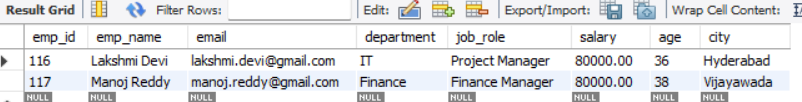 Result Grid Filter Rows: Edit: Export/Import: Wrap Cell Content:
emp_id emp_name email department job_role salary age city
116 Lakshmi Devi lakshmi.devi@gmail.com IT Project Manager 80000.00 36 Hyderabad
117 Manoj Reddy manoj.reddy@gmail.com Finance Finance Manager 80000.00 38 Vijayawada
NULL NULL NULL NULL NULL NULL NULL NULL